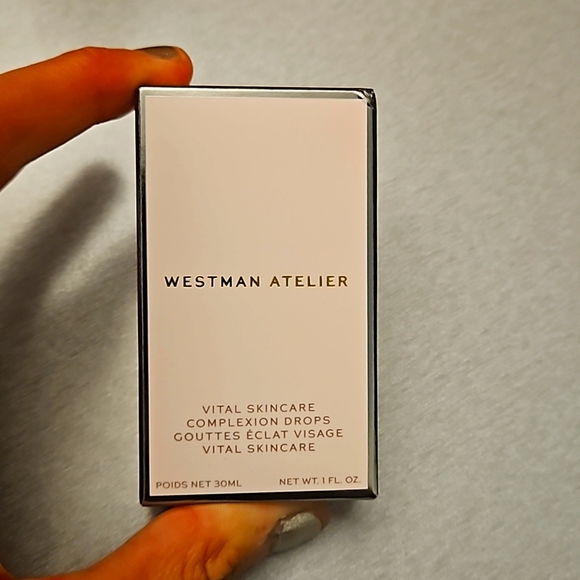 WESTMAN ATELIER
VITAL SKINCARE
COMPLEXION DROPS
GOUTTES ÉCLAT VISAGE
VITAL SKINCARE
POIDS NET 30ML NET WT. 1 FL. OZ.